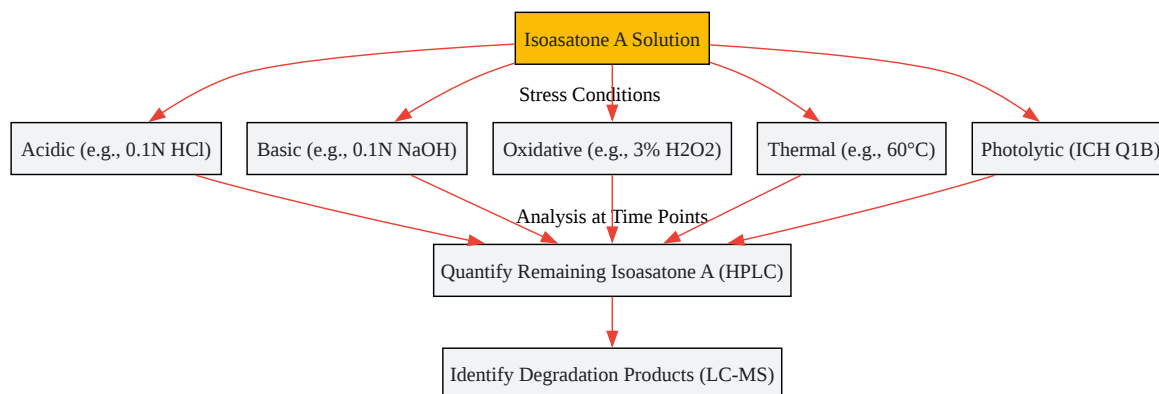 Isoasatone A Solution
Stress Conditions
Acidic (e.g., 0.1N HCl)
Basic (e.g., 0.1N NaOH)
Oxidative (e.g., 3% H2O2)
Thermal (e.g., 60°C)
Photolytic (ICH Q1B)
Analysis at Time Points
Quantify Remaining Isoasatone A (HPLC)
Identify Degradation Products (LC-MS)